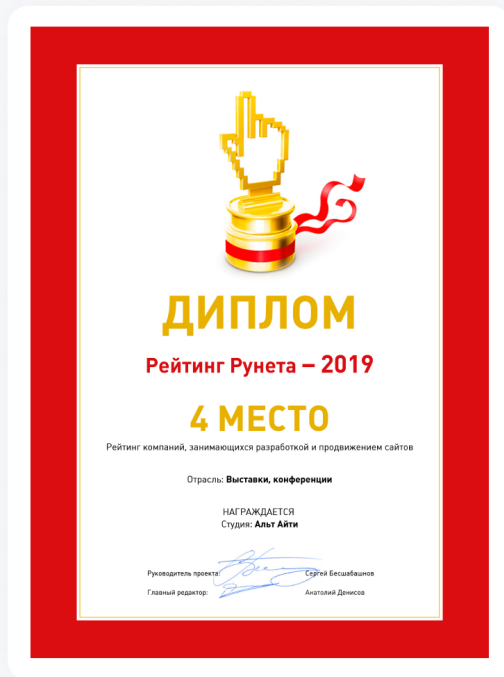 ДИПЛОМ
Рейтинг Рунета – 2019
4 МЕСТО
Рейтинг компаний, занимающихся разработкой и продвижением сайтов
Отрасль: Выставки, конференции
НАГРАЖДАЕТСЯ
Студия: Альт Айти
Руководитель проекта: Сергей Бесшабашнов
Главный редактор: Анатолий Денисов